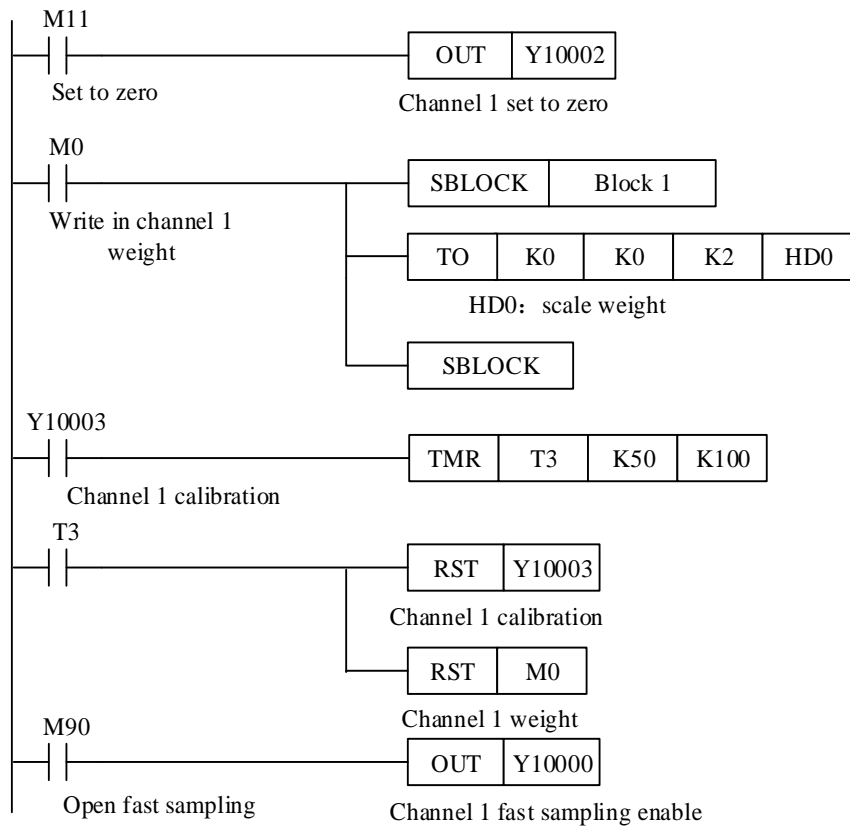 M11
OUT Y10002
Set to zero
Channel 1 set to zero
M0
SBLOCK Block 1
Write in channel 1
weight
TO K0 K0 K2 HD0
HD0：scale weight
SBLOCK
Y10003
TMR T3 K50 K100
Channel 1 calibration
T3
RST Y10003
Channel 1 calibration
RST M0
Channel 1 weight
M90
OUT Y10000
Open fast sampling
Channel 1 fast sampling enable